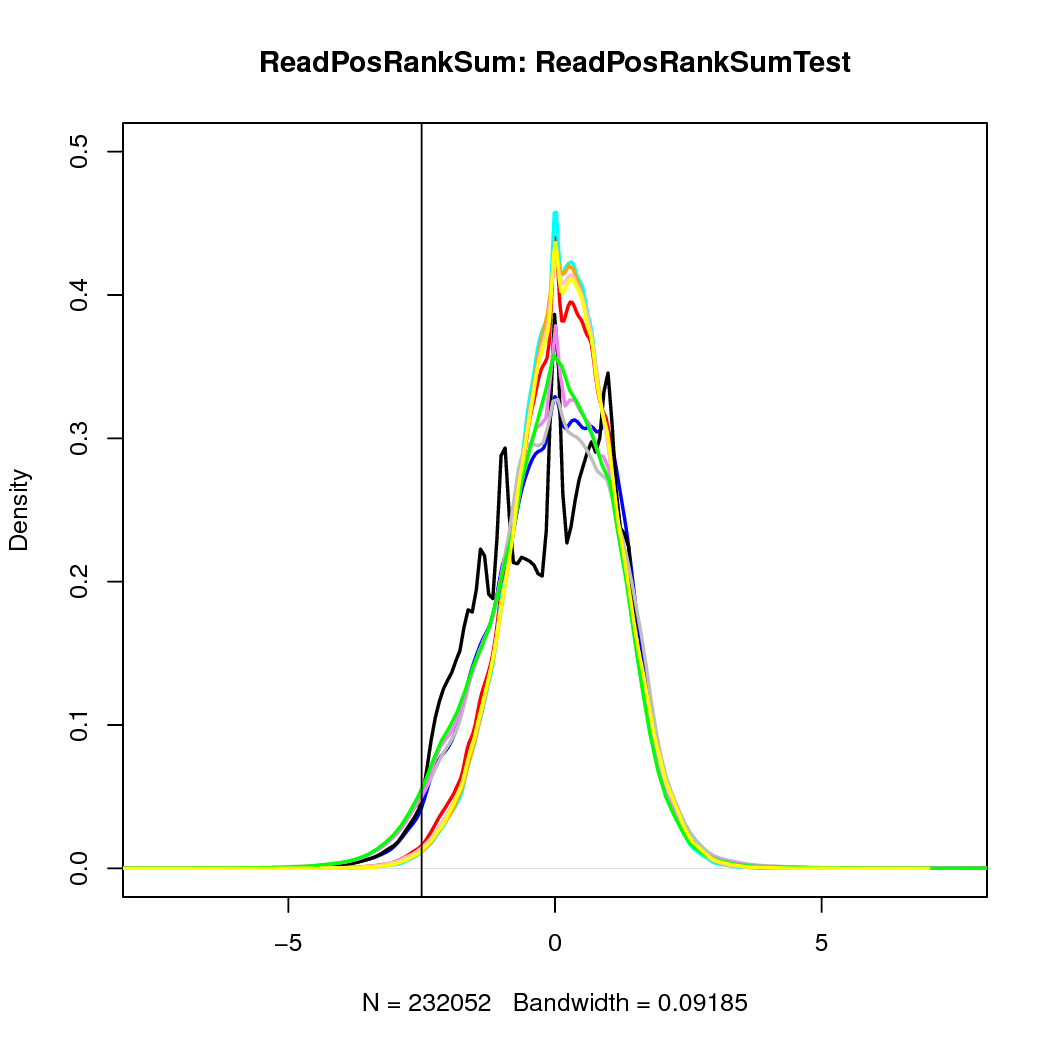 ReadPosRankSum: ReadPosRankSumTest
0.5
0.4
0.3
0.2
0.1
0.0
Density
−5 0 5
N = 232052 Bandwidth = 0.09185